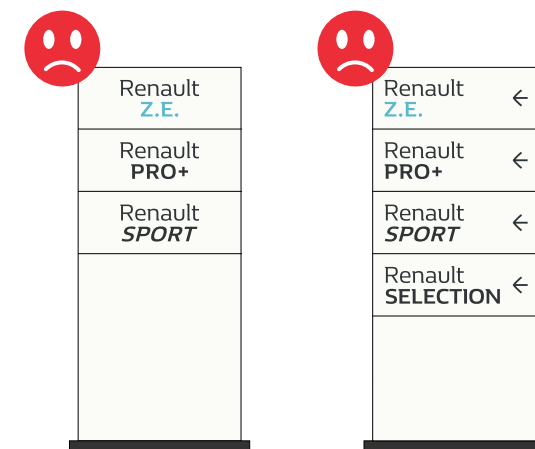 Renault
Z.E.
Renault
PRO+
Renault
SPORT
Renault
Z.E.
←
Renault
PRO+
←
Renault
SPORT
←
Renault
SELECTION
←